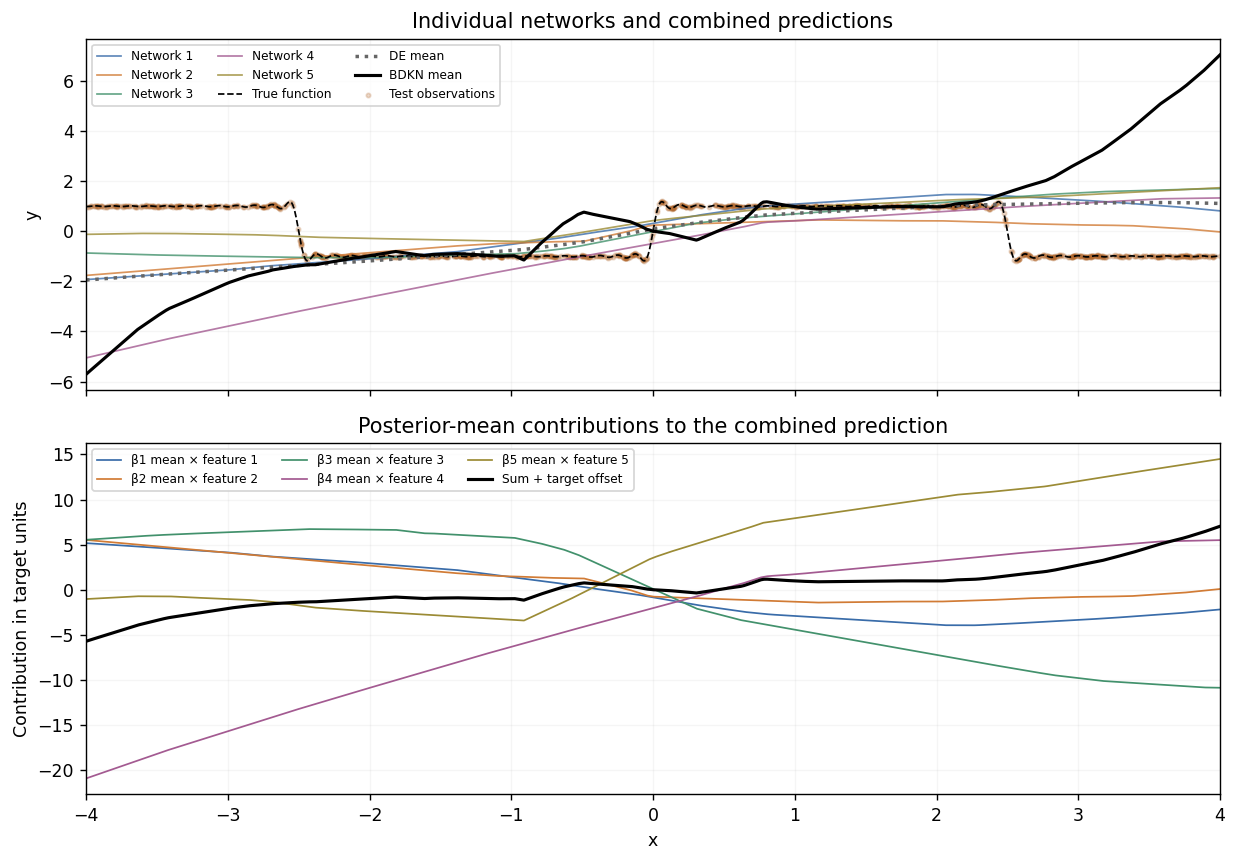 Individual networks and combined predictions
Network 1 Network 4 DE mean
Network 2 Network 5 BDKN mean
Network 3 True function Test observations
6
4
2
0
−2
−4
−6
y
Posterior-mean contributions to the combined prediction
β1 mean × feature 1 β3 mean × feature 3 β5 mean × feature 5
β2 mean × feature 2 β4 mean × feature 4 Sum + target offset
15
10
5
0
−5
−10
−15
−20
Contribution in target units
−4 −3 −2 −1 0 1 2 3 4
x